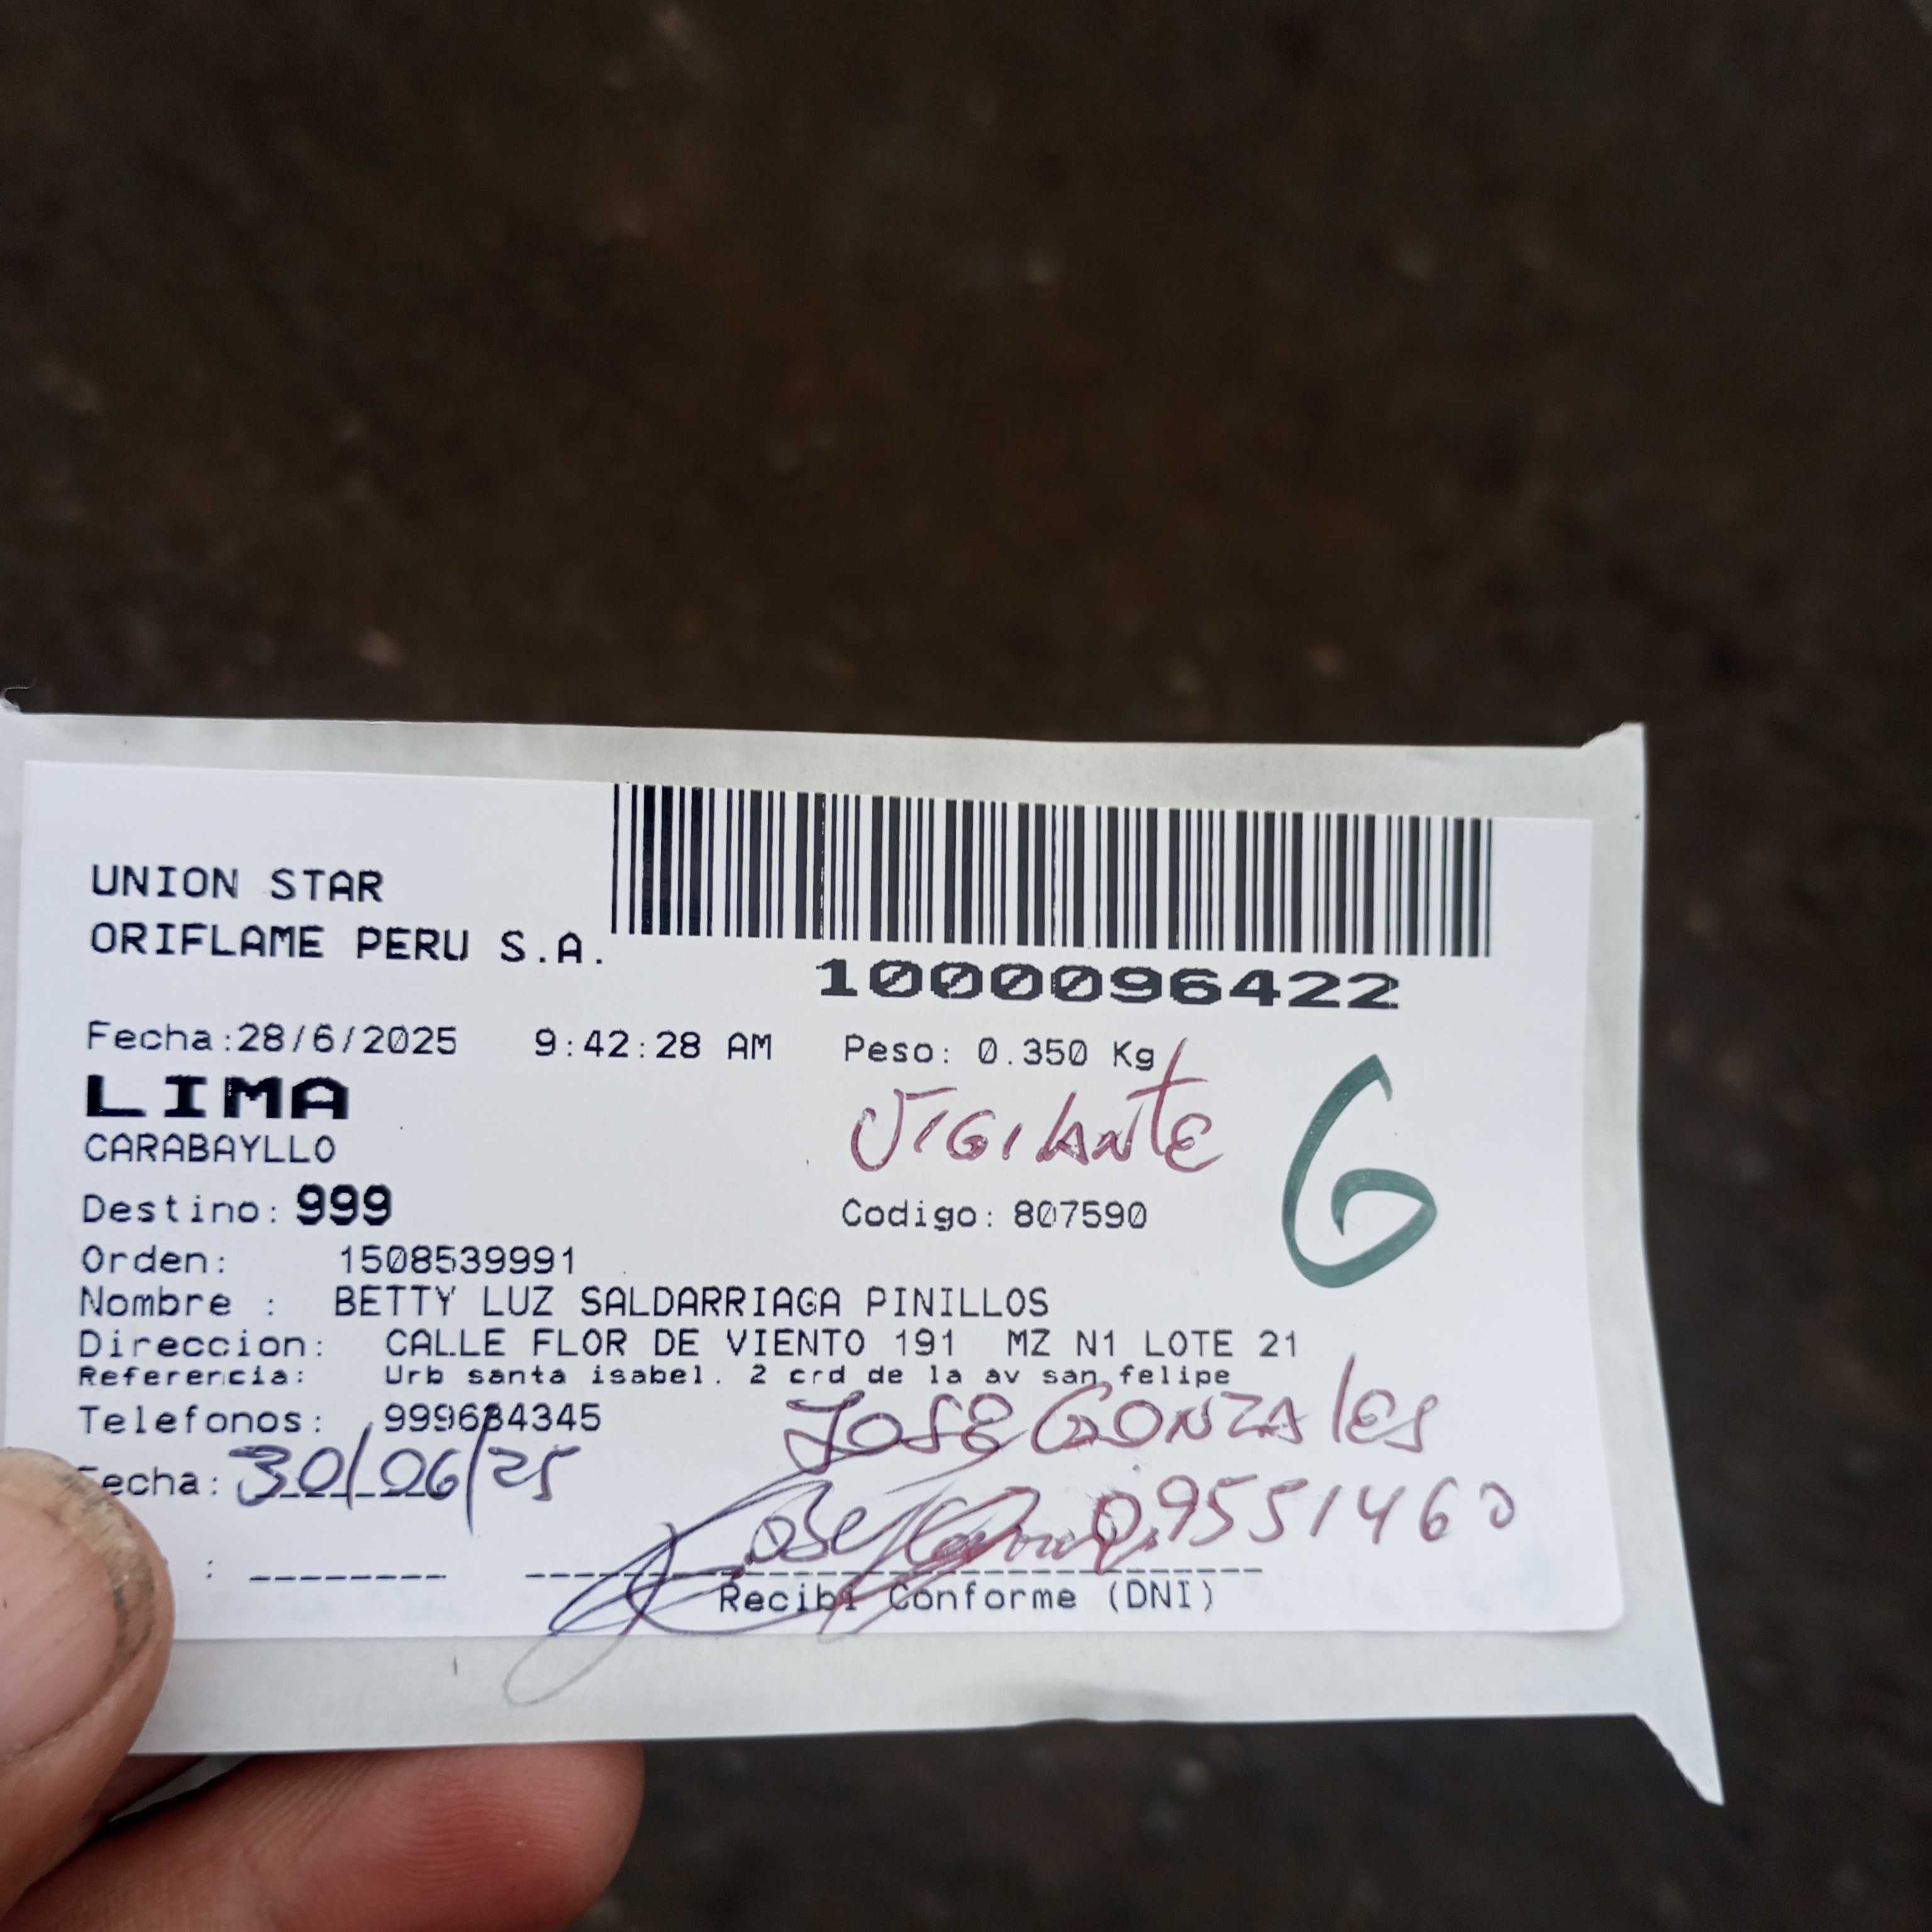 UNION STAR
ORIFLAME PERU S.A.
1000096422
Fecha:28/6/2025 9:42:28 AM Peso: 0.350 Kg
LIMA
VIGILANTE
G
CARABAYLLO
Destino: 999 Codigo: 807590
Orden: 1508539991
Nombre : BETTY LUZ SALDARRIAGA PINILLOS
Direccion: CALLE FLOR DE VIENTO 191 MZ N1 LOTE 21
Referencia: Urb santa isabel. 2 crd de la av san felipe
Telefonos: 999684345
JOSE GONZALES
echa: 30/06/25
09551460
: 
Recibi Conforme (DNI)